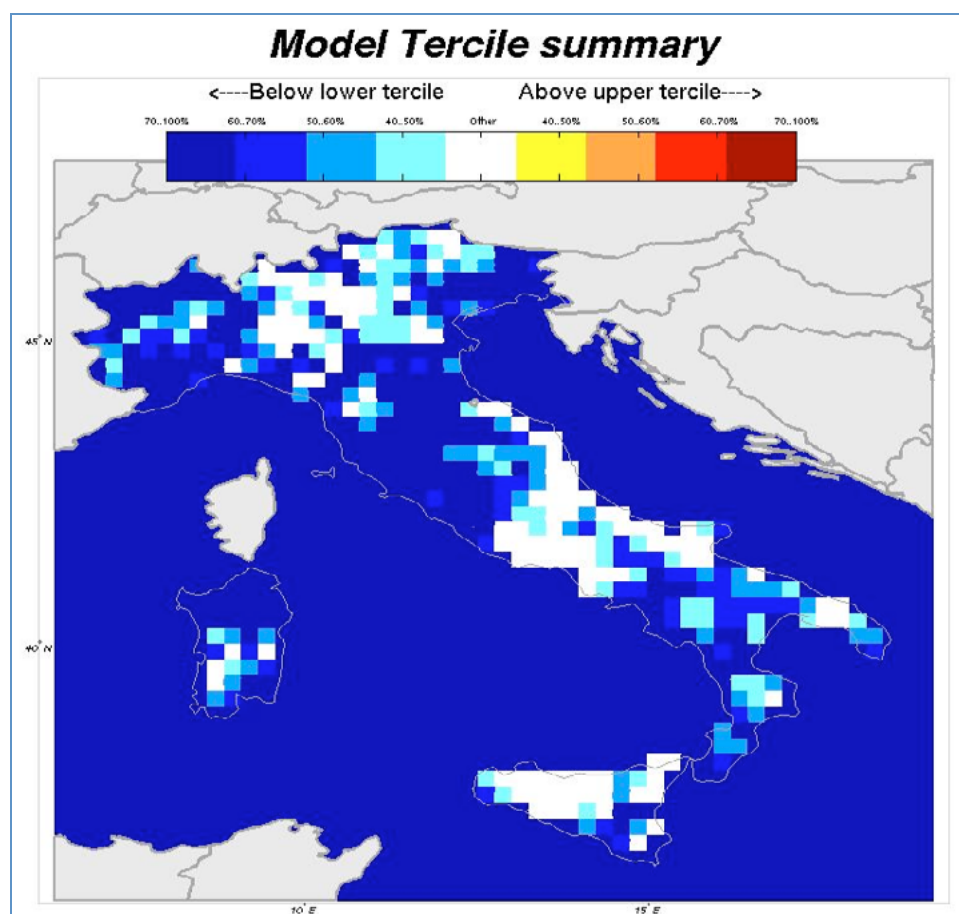 Model Tercile summary
<----Below lower tercile Above upper tercile---->
70..100% 60..70% 50..60% 40..50% Other 40..50% 50..60% 60..70% 70..100%
45° N
40° N
10° E 15° E